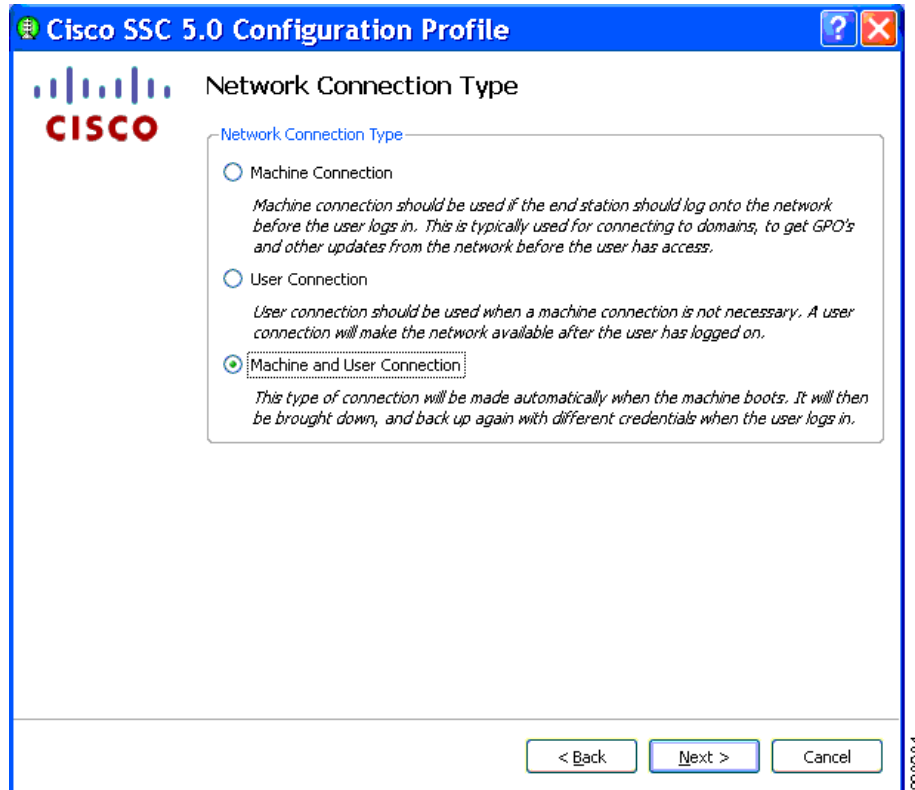 Cisco SSC 5.0 Configuration Profile
?
CISCO
Network Connection Type
Network Connection Type
Machine Connection
Machine connection should be used if the end station should log onto the network
before the user logs in. This is typically used for connecting to domains, to get GPO's
and other updates from the network before the user has access.
User Connection
User connection should be used when a machine connection is not necessary. A user
connection will make the network available after the user has logged on.
Machine and User Connection
This type of connection will be made automatically when the machine boots. It will then
be brought down, and back up again with different credentials when the user logs in.
< Back
Next >
Cancel